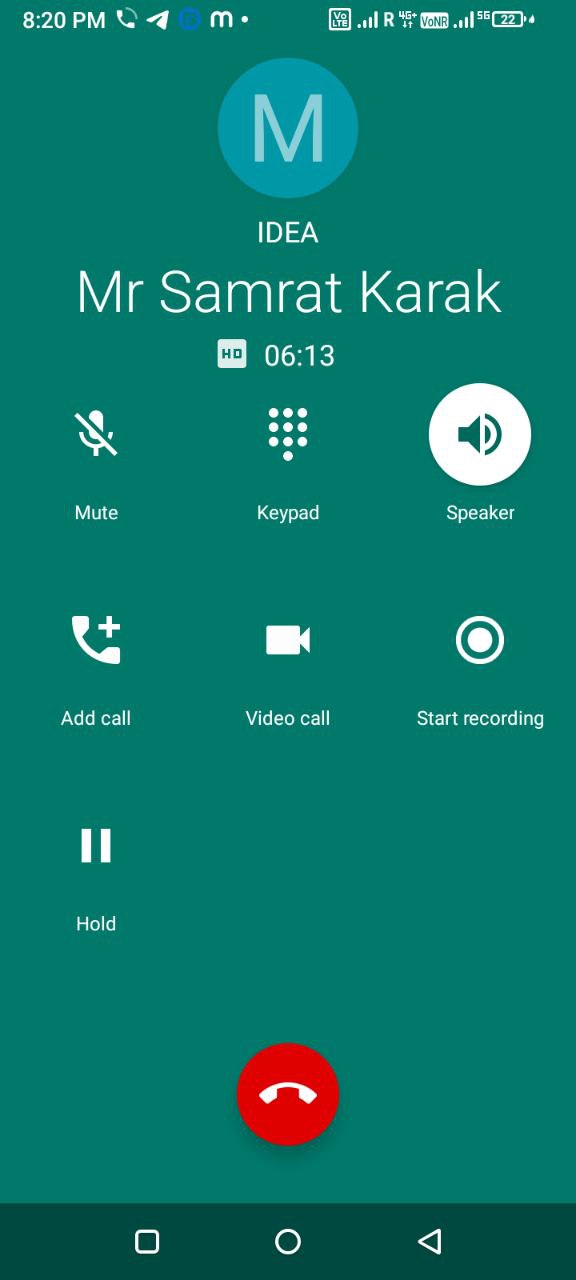 8:20 PM m Vo LTE R 4G+ VoNR 5G 22
M
IDEA
Mr Samrat Karak
HD 06:13
Mute Keypad Speaker
Add call Video call Start recording
Hold